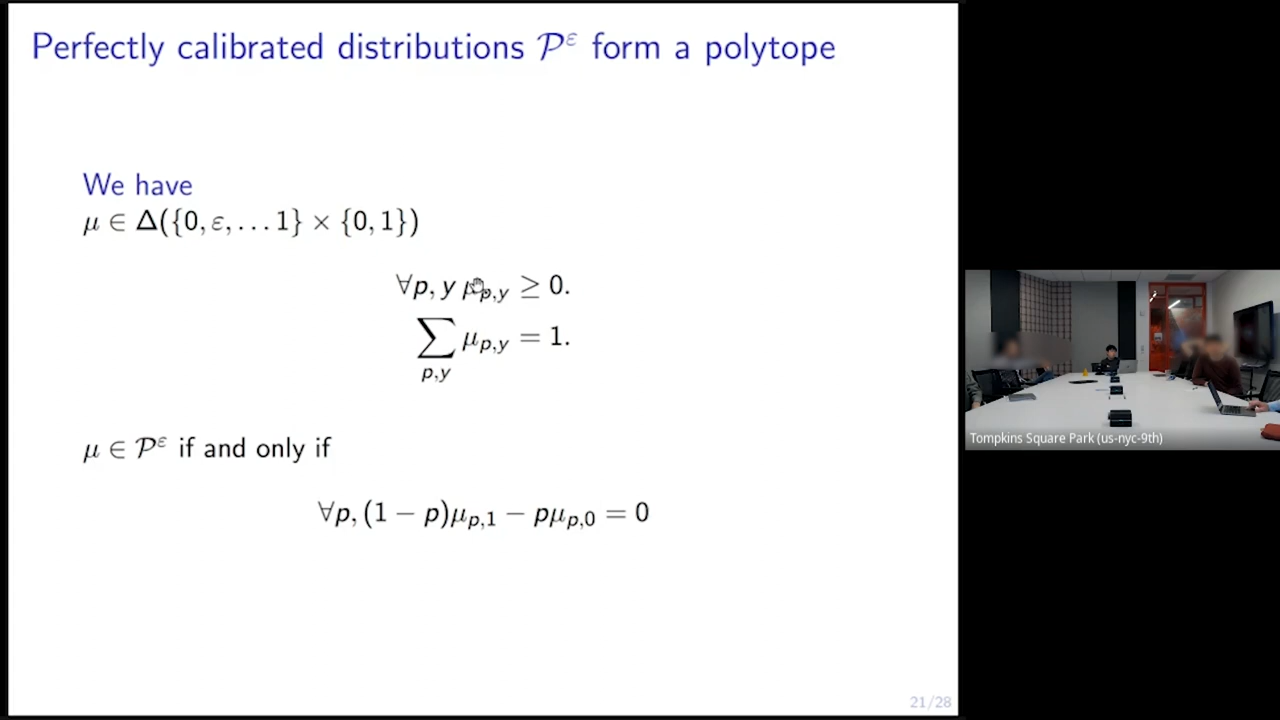 Perfectly calibrated distributions 𝒫^ε form a polytope
We have
μ ∈ Δ({0, ε, … 1} × {0, 1})
∀p, y μ_{p,y} ≥ 0.
∑_{p,y} μ_{p,y} = 1.
μ ∈ 𝒫^ε if and only if
∀p, (1 − p)μ_{p,1} − pμ_{p,0} = 0
21/28
Tompkins Square Park (us-nyc-9th)